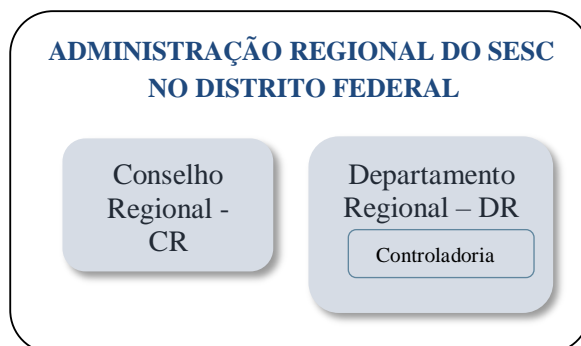 ADMINISTRAÇÃO REGIONAL DO SESC
NO DISTRITO FEDERAL
Conselho
Regional -
CR
Departamento
Regional – DR
Controladoria